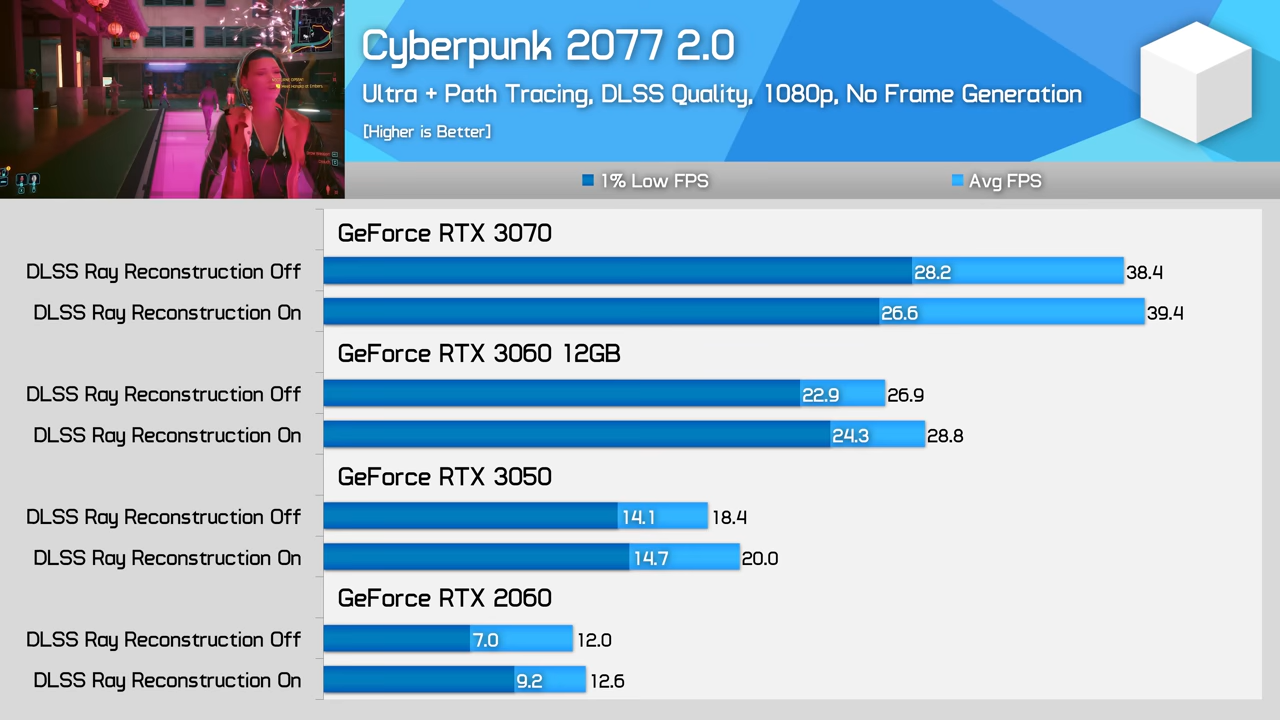 Cyberpunk 2077 2.0
Ultra + Path Tracing, DLSS Quality, 1080p, No Frame Generation
[Higher is Better]
1% Low FPS
Avg FPS
GeForce RTX 3070
DLSS Ray Reconstruction Off 28.2 38.4
DLSS Ray Reconstruction On 26.6 39.4
GeForce RTX 3060 12GB
DLSS Ray Reconstruction Off 22.9 26.9
DLSS Ray Reconstruction On 24.3 28.8
GeForce RTX 3050
DLSS Ray Reconstruction Off 14.1 18.4
DLSS Ray Reconstruction On 14.7 20.0
GeForce RTX 2060
DLSS Ray Reconstruction Off 7.0 12.0
DLSS Ray Reconstruction On 9.2 12.6